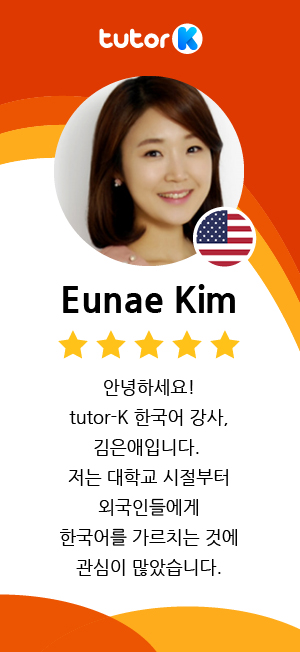 tutor K
Eunae Kim
안녕하세요!
tutor-K 한국어 강사,
김은애입니다.
저는 대학교 시절부터
외국인들에게
한국어를 가르치는 것에
관심이 많았습니다.